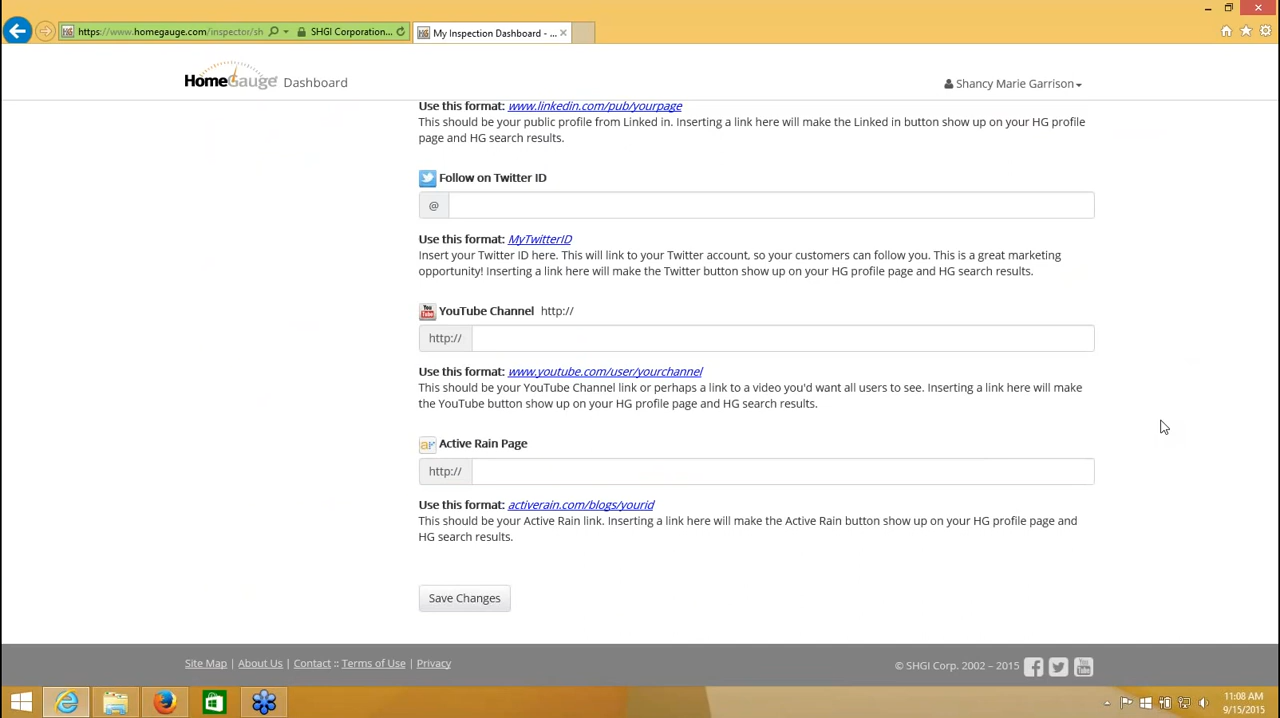 https://www.homegauge.com/inspector/sh
SHGI Corporation...
My Inspection Dashboard - ...
HomeGauge Dashboard
Shancy Marie Garrison
Use this format: www.linkedin.com/pub/yourpage
This should be your public profile from Linked in. Inserting a link here will make the Linked in button show up on your HG profile
page and HG search results.
Follow on Twitter ID
@
Use this format: MyTwitterID
Insert your Twitter ID here. This will link to your Twitter account, so your customers can follow you. This is a great marketing
opportunity! Inserting a link here will make the Twitter button show up on your HG profile page and HG search results.
YouTube Channel http://
http://
Use this format: www.youtube.com/user/yourchannel
This should be your YouTube Channel link or perhaps a link to a video you'd want all users to see. Inserting a link here will make
the YouTube button show up on your HG profile page and HG search results.
Active Rain Page
http://
Use this format: activerain.com/blogs/yourid
This should be your Active Rain link. Inserting a link here will make the Active Rain button show up on your HG profile page and
HG search results.
Save Changes
Site Map | About Us | Contact :: Terms of Use | Privacy
© SHGI Corp. 2002 – 2015
11:08 AM
9/15/2015